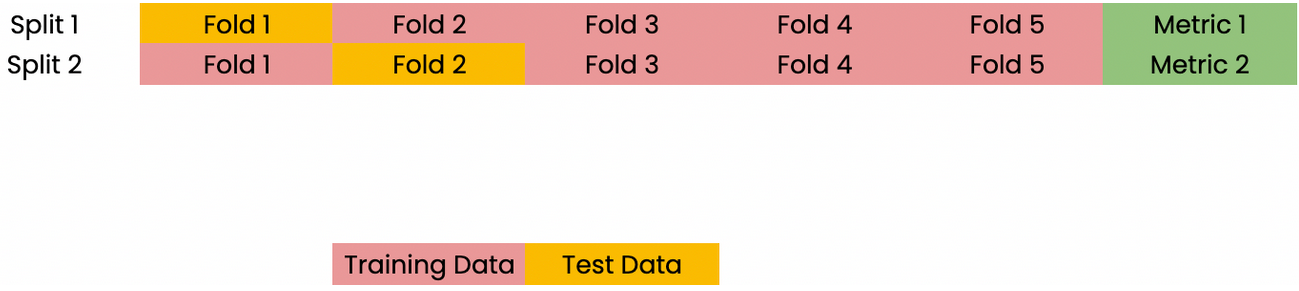 Split 1 Fold 1 Fold 2 Fold 3 Fold 4 Fold 5 Metric 1
Split 2 Fold 1 Fold 2 Fold 3 Fold 4 Fold 5 Metric 2
Training Data Test Data